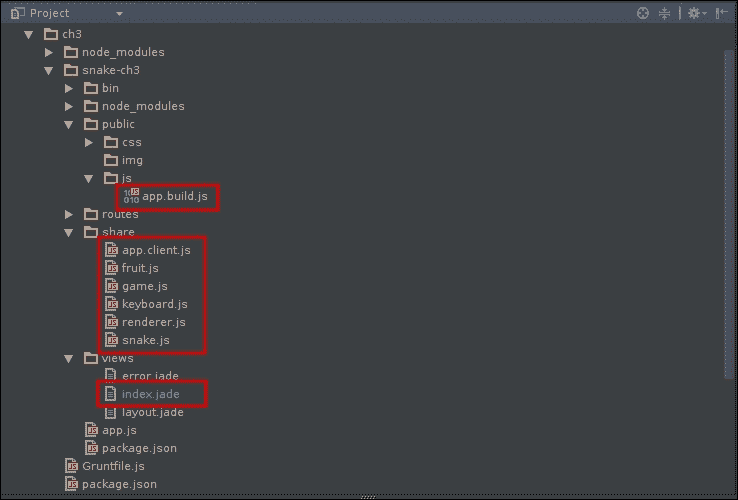 Project
ch3
node_modules
snake-ch3
bin
node_modules
public
css
img
js
app.build.js
routes
share
app.client.js
fruit.js
game.js
keyboard.js
renderer.js
snake.js
views
error.jade
index.jade
layout.jade
app.js
package.json
Gruntfile.js
package.json